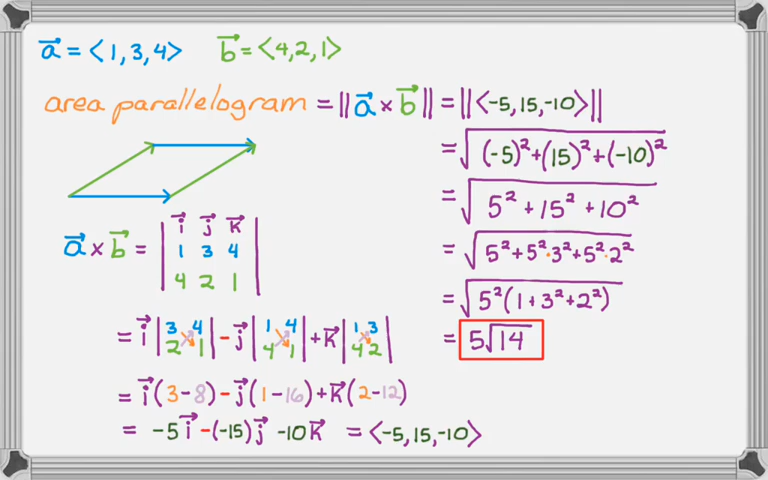 a⃗ = <1,3,4>   b⃗ = <4,2,1>
area parallelogram = ||a⃗ × b⃗|| = ||<-5,15,-10>||
= √((-5)² + (15)² + (-10)²)
= √(5² + 15² + 10²)
= √(5² + 5²·3² + 5²·2²)
= √(5²(1 + 3² + 2²))
= 5√14
a⃗ × b⃗ = | i⃗ j⃗ k⃗ |
| 1 3 4 |
| 4 2 1 |
= i⃗ |3 4| - j⃗ |1 4| + k⃗ |1 3|
|2 1| |4 1| |4 2|
= i⃗(3-8) - j⃗(1-16) + k⃗(2-12)
= -5i⃗ -(-15)j⃗ -10k⃗ = <-5,15,-10>